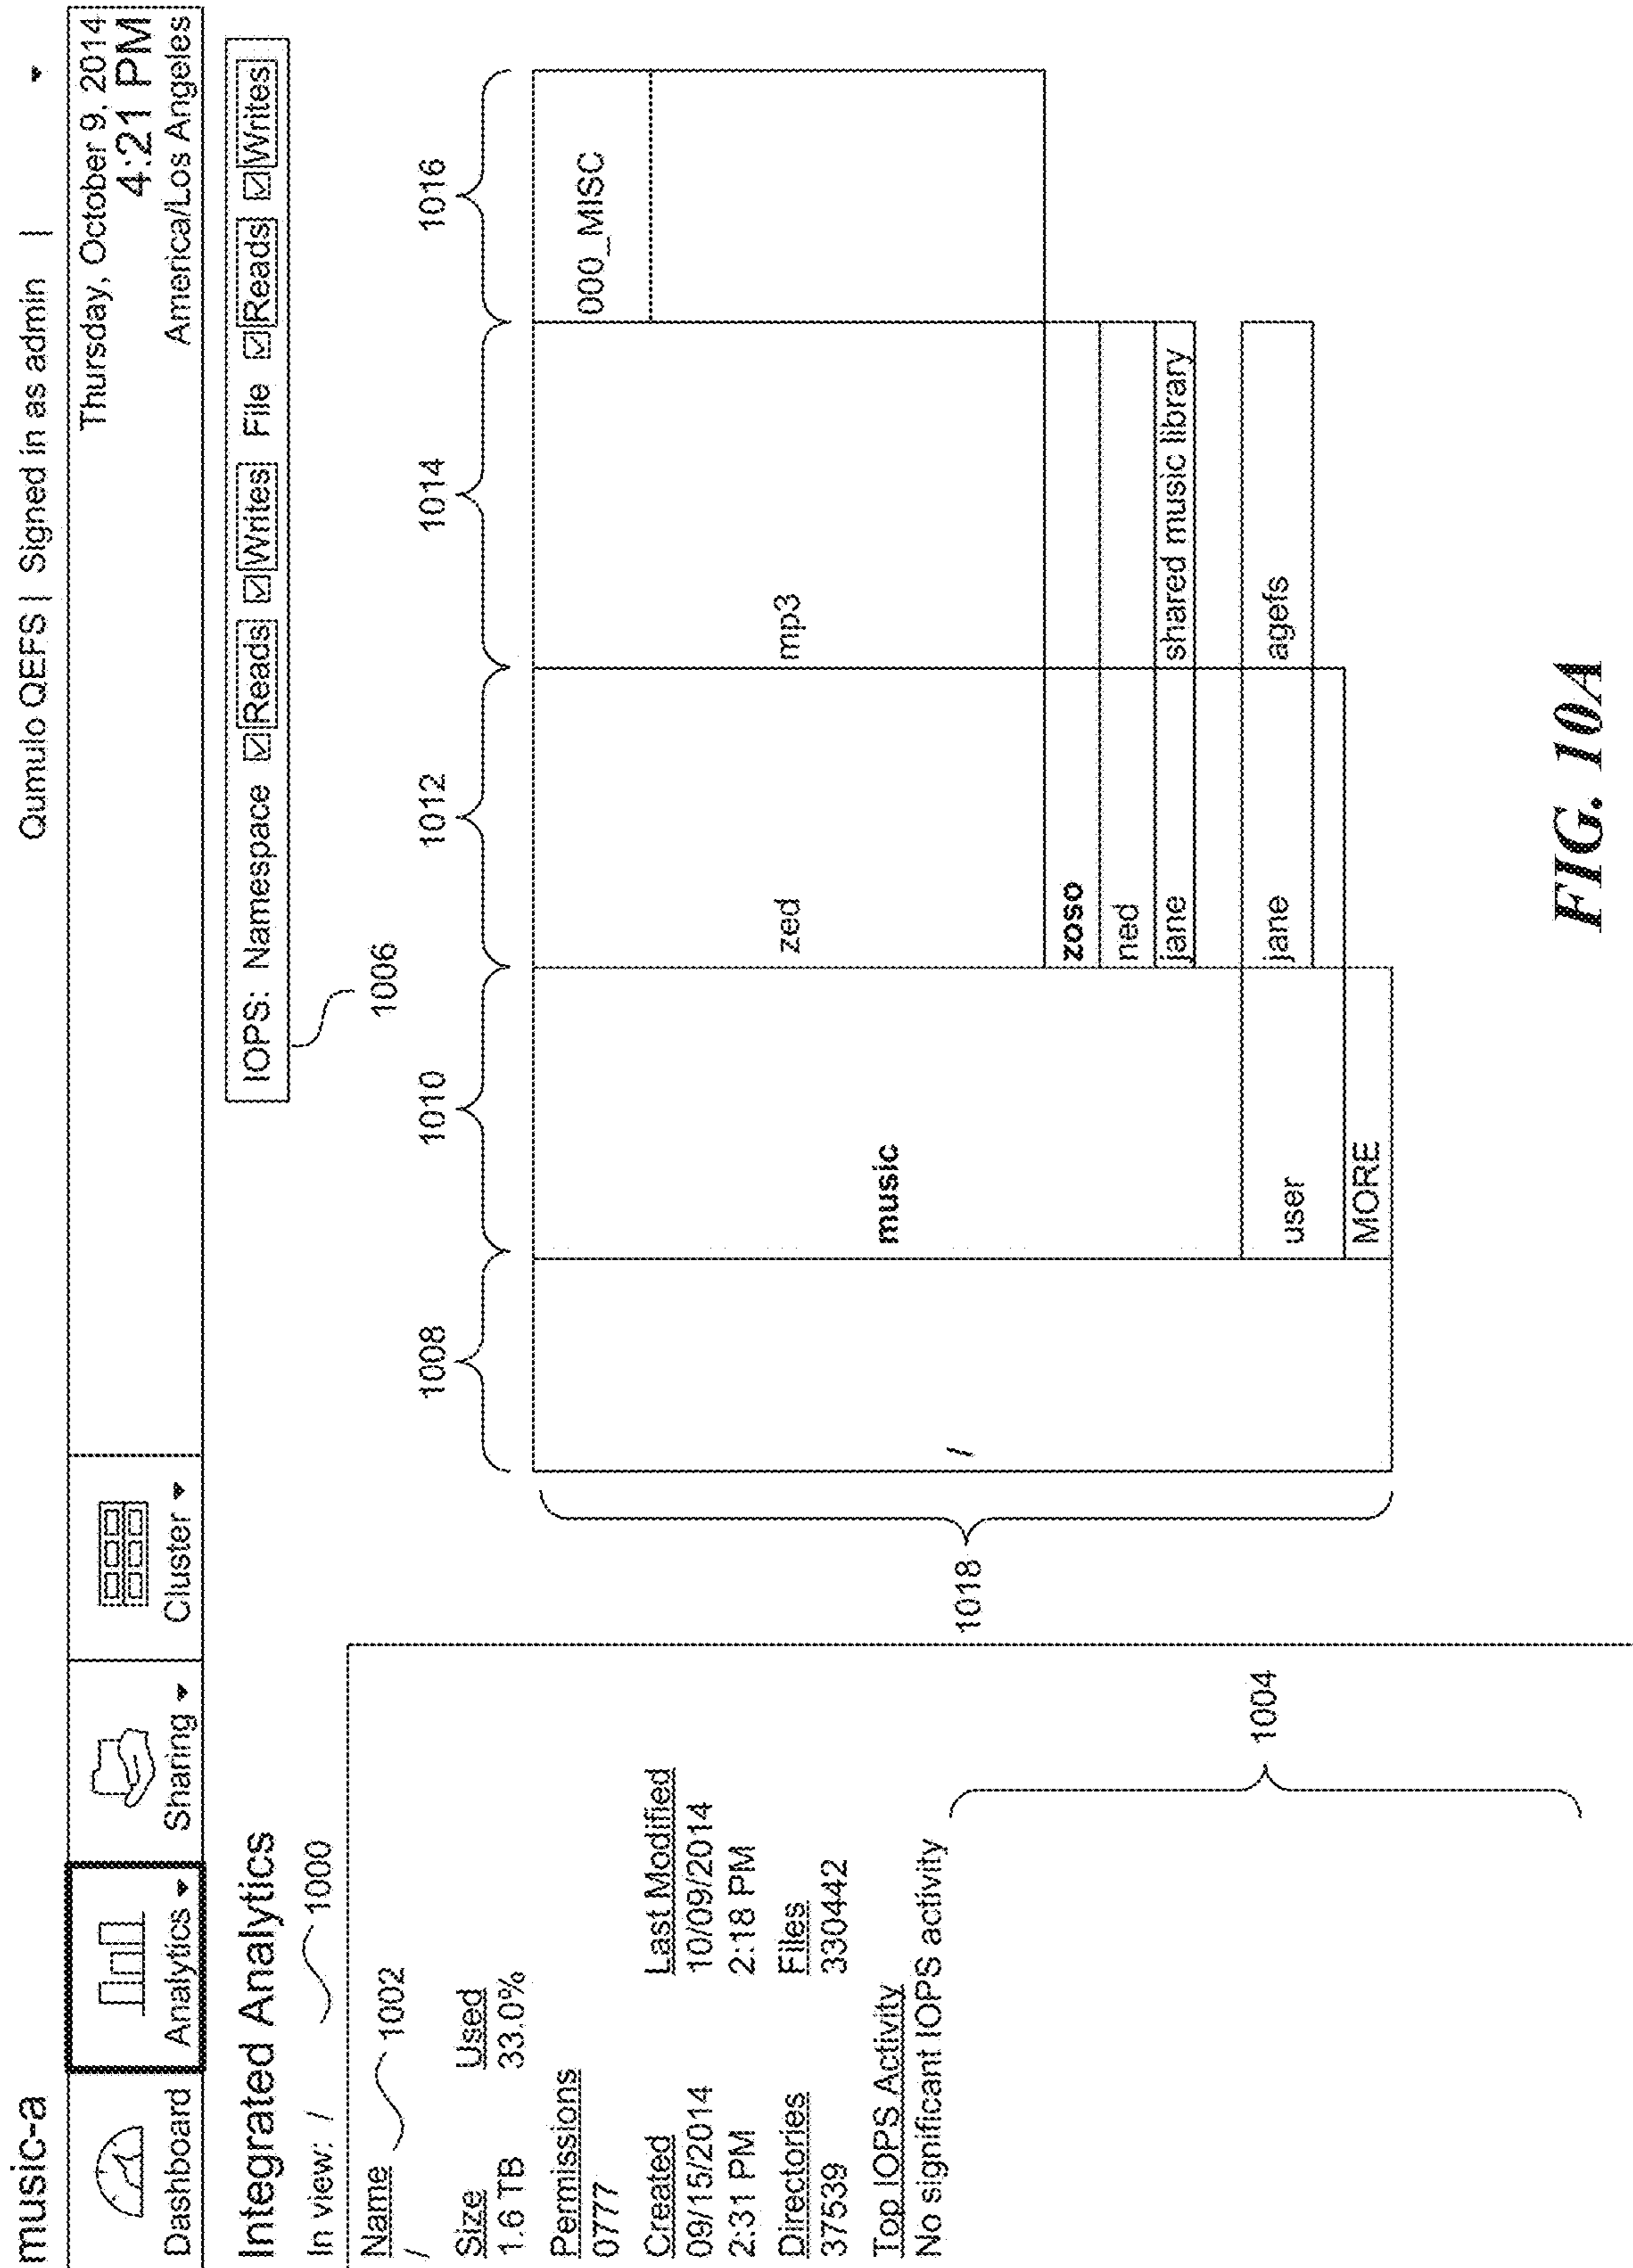 music-a
Qumulo QEFS | Signed in as admin |
Dashboard
Analytics
Sharing
Cluster
Thursday, October 9, 2014
4:21 PM
America/Los Angeles
Integrated Analytics
In view: /
1000
IOPS: Namespace Reads Writes File Reads Writes
1006
Name
1002
/
Size Used
1.6 TB 33.0%
Permissions
0777
Created Last Modified
09/15/2014 10/09/2014
2:31 PM 2:18 PM
Directories Files
37539 330442
Top IOPS Activity
No significant IOPS activity
1004
1018
1008 1010 1012 1014 1016
/
music
zed
mp3
000_MISC
zoso
ned
jane shared music library
user jane agefs
MORE
FIG. 10A